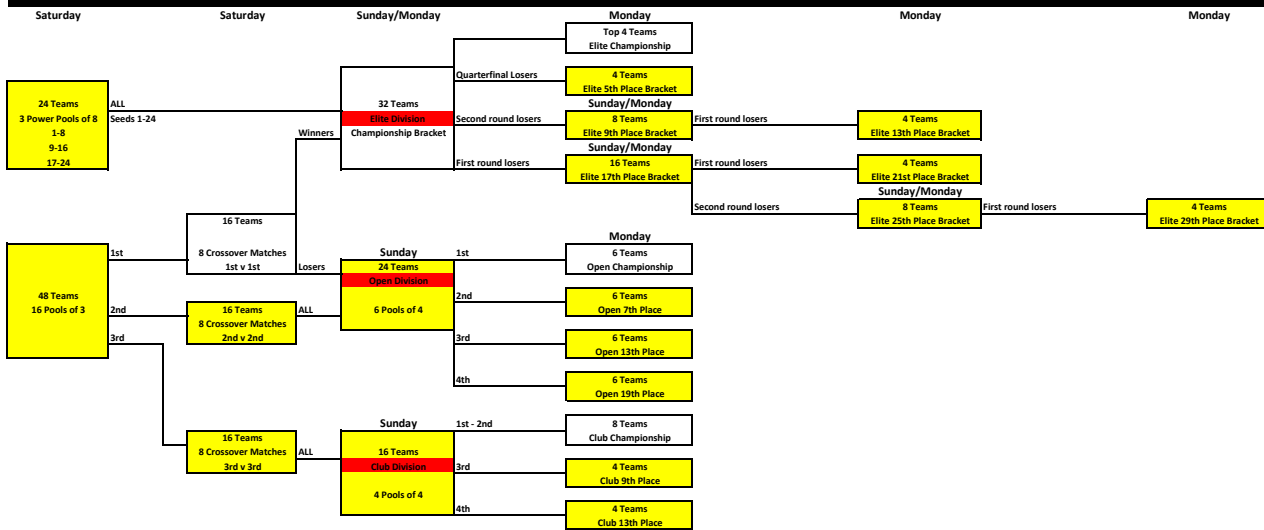 Saturday
Saturday
Sunday/Monday
Monday
Monday
Monday
Top 4 Teams
Elite Championship
Quarterfinal Losers
4 Teams
Elite 5th Place Bracket
24 Teams
3 Power Pools of 8
1-8
9-16
17-24
ALL
Seeds 1-24
Winners
32 Teams
Elite Division
Championship Bracket
Second round losers
Sunday/Monday
8 Teams
Elite 9th Place Bracket
First round losers
4 Teams
Elite 13th Place Bracket
First round losers
Sunday/Monday
16 Teams
Elite 17th Place Bracket
First round losers
4 Teams
Elite 21st Place Bracket
Second round losers
Sunday/Monday
8 Teams
Elite 25th Place Bracket
First round losers
4 Teams
Elite 29th Place Bracket
48 Teams
16 Pools of 3
1st
2nd
3rd
16 Teams
8 Crossover Matches
1st v 1st
Losers
16 Teams
8 Crossover Matches
2nd v 2nd
ALL
Sunday
24 Teams
Open Division
6 Pools of 4
1st
2nd
3rd
4th
Monday
6 Teams
Open Championship
6 Teams
Open 7th Place
6 Teams
Open 13th Place
6 Teams
Open 19th Place
16 Teams
8 Crossover Matches
3rd v 3rd
ALL
Sunday
16 Teams
Club Division
4 Pools of 4
1st - 2nd
3rd
4th
8 Teams
Club Championship
4 Teams
Club 9th Place
4 Teams
Club 13th Place